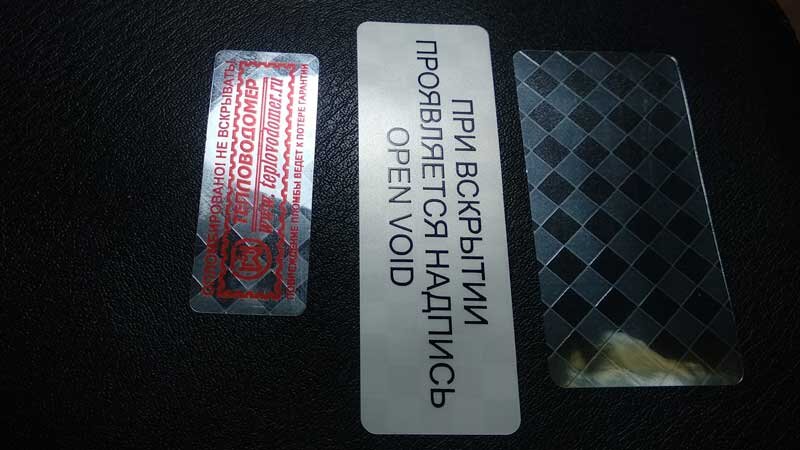 ОПЛОМБИРОВАНО! НЕ ВСКРЫВАТЬ!
ТЕПЛОВОДОМЕР
www. teplovodomer.ru
ПОВРЕЖДЕНИЕ ПЛОМБЫ ВЕДЕТ К ПОТЕРЕ ГАРАНТИИ
ПРИ ВСКРЫТИИ
ПРОЯВЛЯЕТСЯ НАДПИСЬ
OPEN VOID